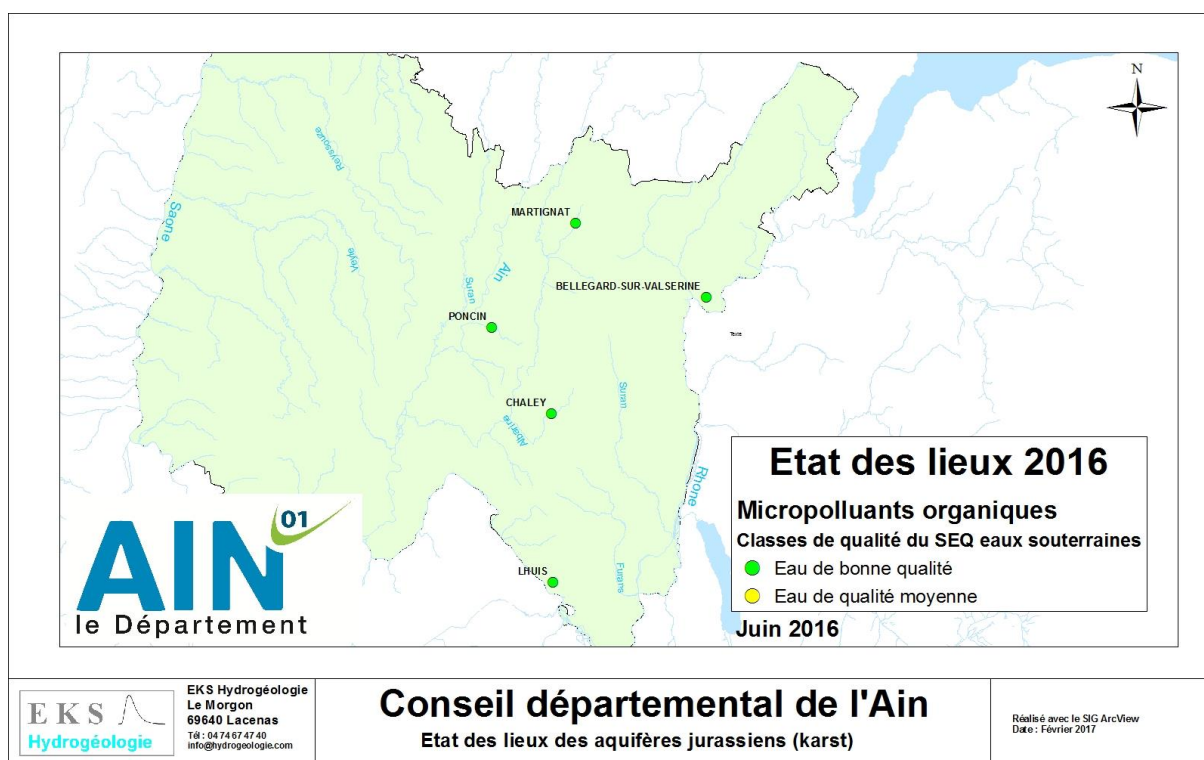 N
Reyssouze
Saone
MARTIGNAT
Ain
Veyle
Suran
BELLEGARD-SUR-VALSERINE
PONCIN
Texte
CHALEY
Suran
Albarine
Rhone
LHUIS
Furans
AIN 01
le Département
Etat des lieux 2016
Micropolluants organiques
Classes de qualité du SEQ eaux souterraines
Eau de bonne qualité
Eau de qualité moyenne
Juin 2016
EKS
Hydrogéologie
EKS Hydrogéologie
Le Morgon
69640 Lacenas
Tél : 04 74 67 47 40
info@hydrogeologie.com
Conseil départemental de l'Ain
Etat des lieux des aquifères jurassiens (karst)
Réalisé avec le SIG ArcView
Date : Février 2017